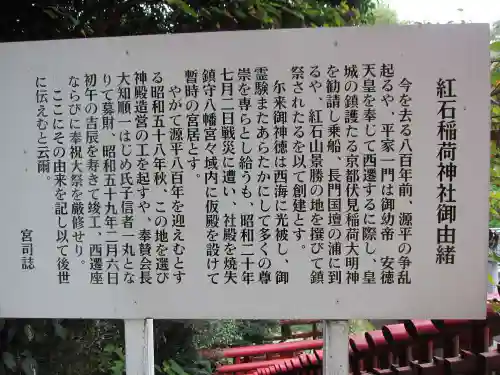 紅石稲荷神社御由緒
今を去る八百年前、源平の争乱
起るや、平家一門は御幼帝　安徳
天皇を奉じて西遷するに際し、皇
城の鎮護たる京都伏見稲荷大明神
を勧請し乗船、長門国壇の浦に到
るや、紅石山景勝の地を撰びて鎮
祭されたるを以て創建とす。
尓来御神徳は西海に光被し、御
霊験またあらたかにして多くの尊
崇を専らとし給うも、昭和二十年
七月二日戦災に遭い、社殿を焼失
鎮守八幡宮々域内に仮殿を設けて
暫時の宮居とす。
やがて源平八百年を迎えむとす
る昭和五十八年秋、この地を選び
神殿造営の工を起すや、奉賛会長
大知順一はじめ氏子信者一丸とな
りて募財、昭和五十九年二月六日
初午の吉辰を寿きて竣工、西遷座
ならびに奉祝大祭を厳修せり。
ここにその由来を記し以て後世
に伝えむと云爾。
宮司誌